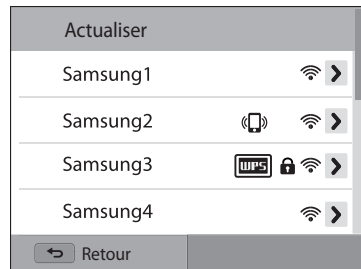 Actualiser
Samsung1
Samsung2
Samsung3 WPS
Samsung4
Retour